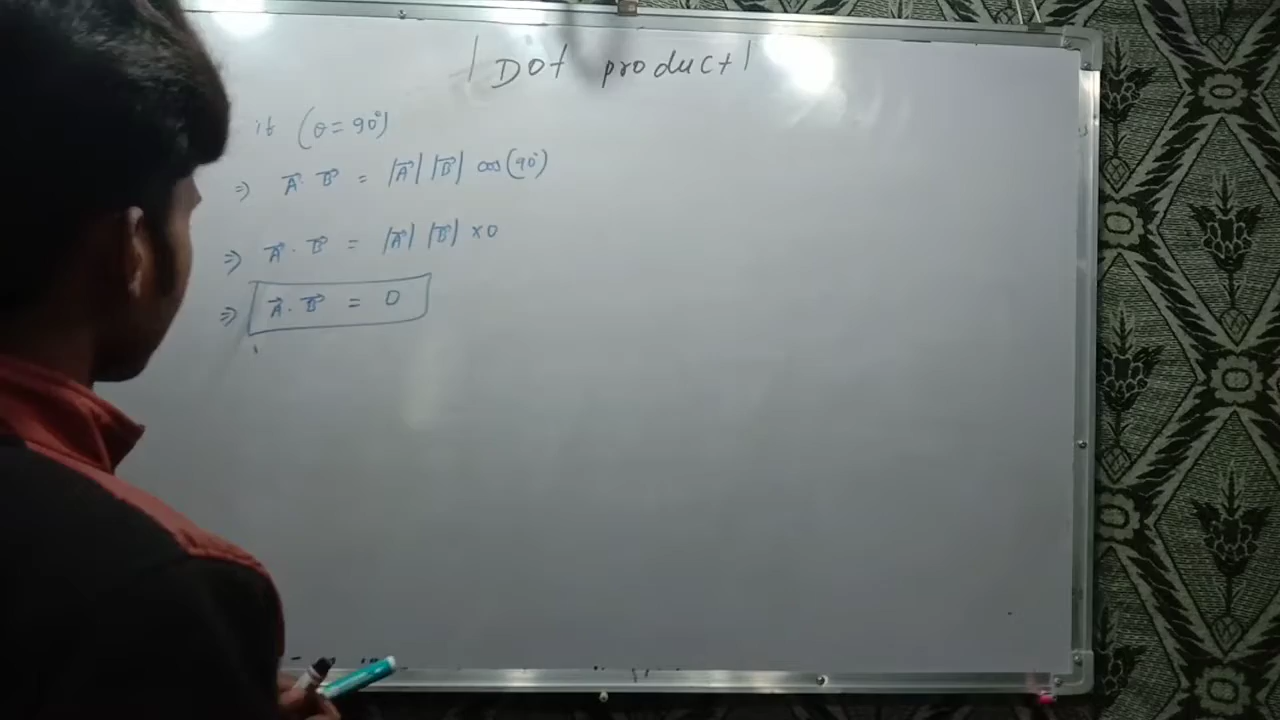 | Dot product |
if (θ = 90°)
⇒ A⃗ . B⃗ = |A⃗| |B⃗| cos(90°)
⇒ A⃗ . B⃗ = |A⃗| |B⃗| × 0
⇒ A⃗ . B⃗ = 0